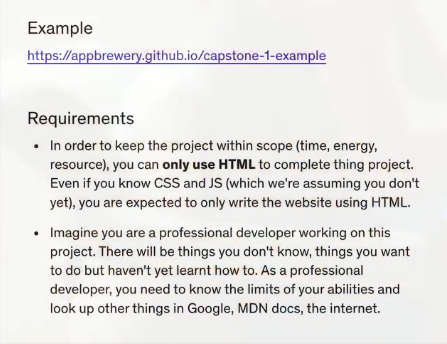 Example
https://appbrewery.github.io/capstone-1-example
Requirements
• In order to keep the project within scope (time, energy,
resource), you can only use HTML to complete thing project.
Even if you know CSS and JS (which we're assuming you don't
yet), you are expected to only write the website using HTML.
• Imagine you are a professional developer working on this
project. There will be things you don't know, things you want
to do but haven't yet learnt how to. As a professional
developer, you need to know the limits of your abilities and
look up other things in Google, MDN docs, the internet.